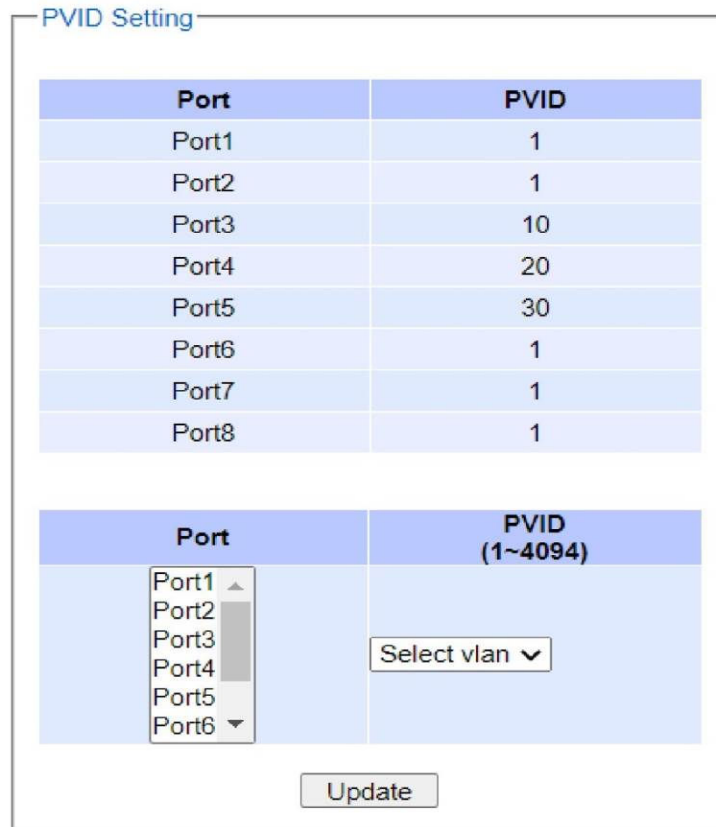 PVID Setting
Port PVID
Port1 1
Port2 1
Port3 10
Port4 20
Port5 30
Port6 1
Port7 1
Port8 1
Port PVID
(1~4094)
Port1
Port2
Port3
Port4
Port5
Port6
Select vlan
Update